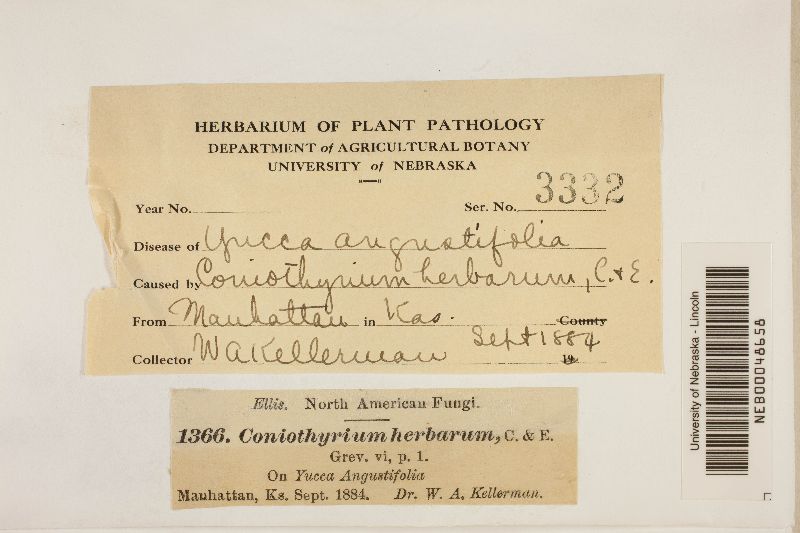 HERBARIUM OF PLANT PATHOLOGY
DEPARTMENT of AGRICULTURAL BOTANY
UNIVERSITY of NEBRASKA
Year No. Ser. No. 3332
Disease of Yucca angustifolia
Caused by Coniothyrium herbarum, C. & E.
From Manhattan in Kas. County
Collector W A Kellerman Sept 1884 19
Ellis. North American Fungi.
1366. Coniothyrium herbarum, C. & E.
Grev. vi, p. 1.
On Yucca Angustifolia
Manhattan, Ks. Sept. 1884. Dr. W. A. Kellerman.
University of Nebraska - Lincoln
NEB00048658